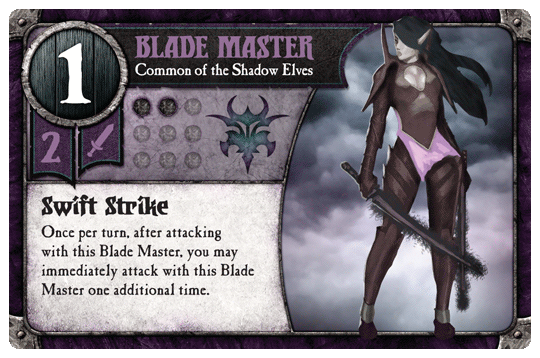 1
BLADE MASTER
Common of the Shadow Elves
2
Swift Strike
Once per turn, after attacking
with this Blade Master, you may
immediately attack with this Blade
Master one additional time.